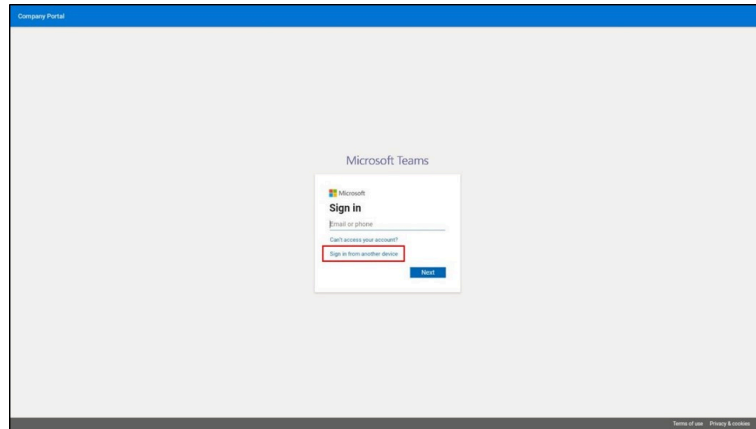 Company Portal
Microsoft Teams
Microsoft
Sign in
Email or phone
Can't access your account?
Sign in from another device
Next
Terms of use Privacy & cookies